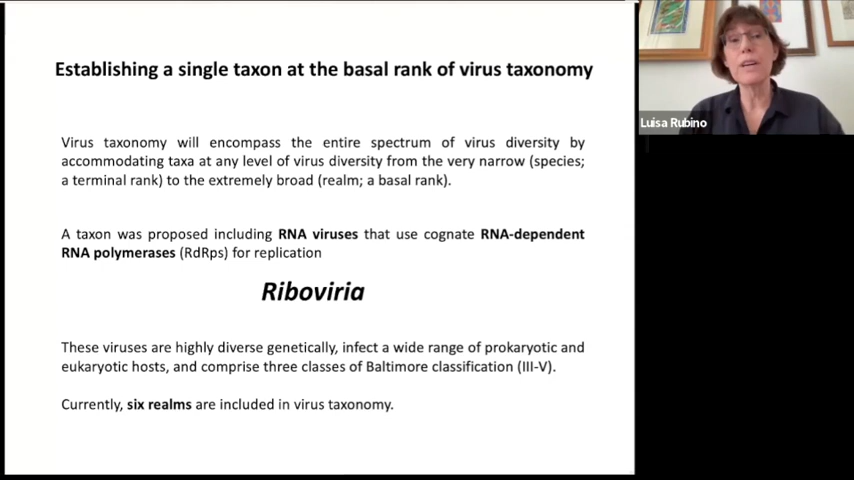 Establishing a single taxon at the basal rank of virus taxonomy
Virus taxonomy will encompass the entire spectrum of virus diversity by
accommodating taxa at any level of virus diversity from the very narrow (species;
a terminal rank) to the extremely broad (realm; a basal rank).
A taxon was proposed including RNA viruses that use cognate RNA-dependent
RNA polymerases (RdRps) for replication
Riboviria
These viruses are highly diverse genetically, infect a wide range of prokaryotic and
eukaryotic hosts, and comprise three classes of Baltimore classification (III-V).
Currently, six realms are included in virus taxonomy.
Luisa Rubino